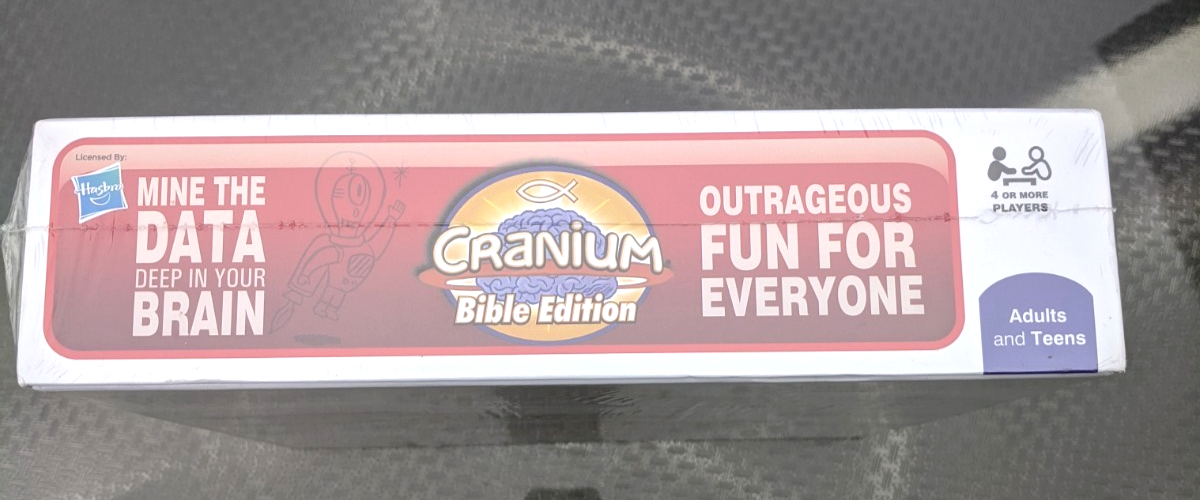 Licensed By:
Hasbro
MINE THE
DATA
DEEP IN YOUR
BRAIN
CRANIUM
Bible Edition
OUTRAGEOUS
FUN FOR
EVERYONE
4 OR MORE
PLAYERS
Adults
and Teens